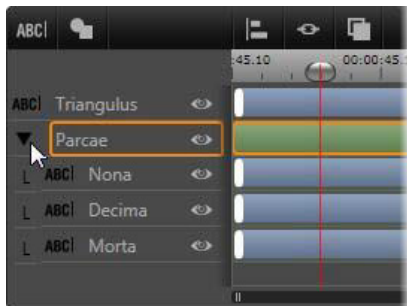 ABC
:45.10 00:00:45.
ABC Triangulus
Parcae
ABC Nona
ABC Decima
ABC Morta